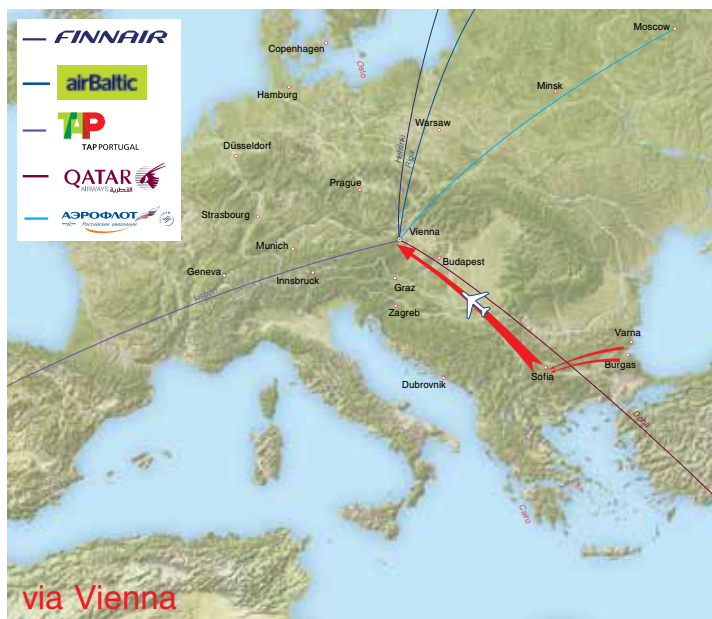 FINNAIR
airBaltic
TAP
TAP PORTUGAL
QATAR
AIRWAYS القطرية
АЭРОФЛОТ
Российские авиалинии
Moscow
Copenhagen
Oslo
Hamburg
Minsk
Warsaw
Helsinki
Riga
Düsseldorf
Prague
Strasbourg
Vienna
Munich
Budapest
Geneva
Innsbruck
Graz
Lisbon
Zagreb
Varna
Burgas
Sofia
Dubrovnik
Doha
Cairo
via Vienna